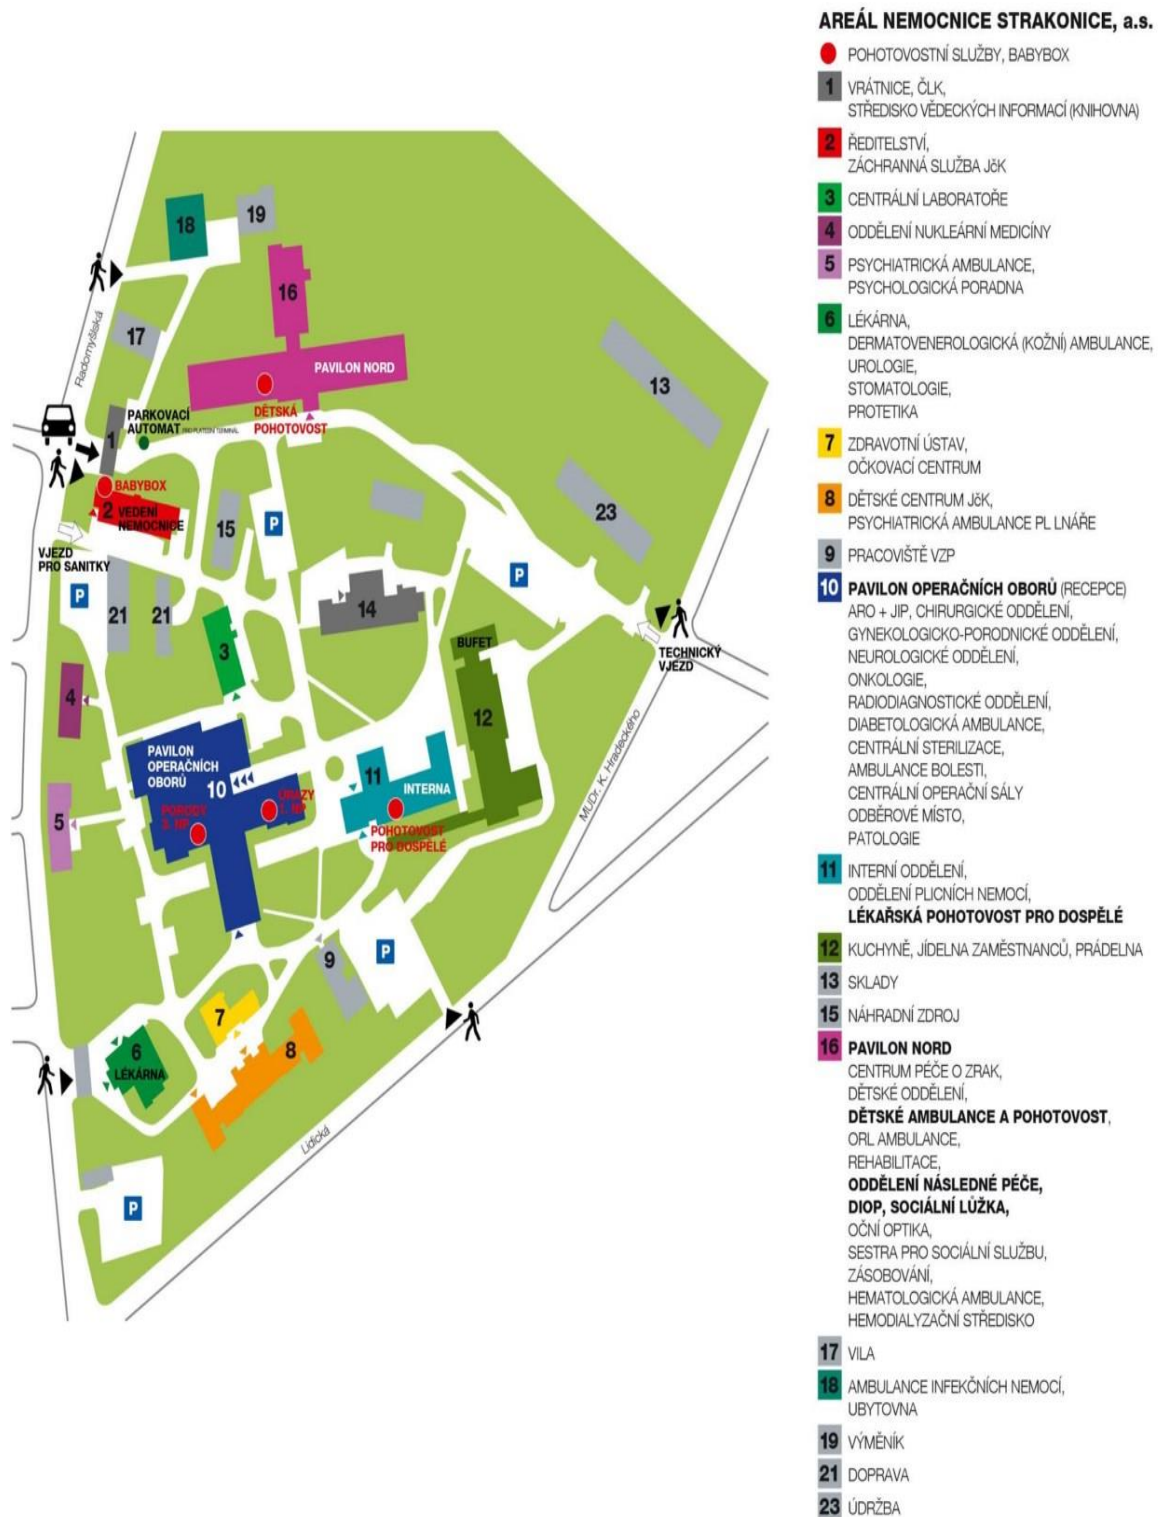 AREÁL NEMOCNICE STRAKONICE, a.s.
POHOTOVOSTNÍ SLUŽBY, BABYBOX
1 VRÁTNICE, ČLK,
STŘEDISKO VĚDECKÝCH INFORMACÍ (KNIHOVNA)
2 ŘEDITELSTVÍ,
ZÁCHRANNÁ SLUŽBA JčK
3 CENTRÁLNÍ LABORATOŘE
4 ODDĚLENÍ NUKLEÁRNÍ MEDICÍNY
5 PSYCHIATRICKÁ AMBULANCE,
PSYCHOLOGICKÁ PORADNA
6 LÉKÁRNA,
DERMATOVENEROLOGICKÁ (KOŽNÍ) AMBULANCE,
UROLOGIE,
STOMATOLOGIE,
PROTETIKA
7 ZDRAVOTNÍ ÚSTAV,
OČKOVACÍ CENTRUM
8 DĚTSKÉ CENTRUM JčK,
PSYCHIATRICKÁ AMBULANCE PL LNÁŘE
9 PRACOVIŠTĚ VZP
10 PAVILON OPERAČNÍCH OBORŮ (RECEPCE)
ARO + JIP, CHIRURGICKÉ ODDĚLENÍ,
GYNEKOLOGICKO-PORODNICKÉ ODDĚLENÍ,
NEUROLOGICKÉ ODDĚLENÍ,
ONKOLOGIE,
RADIODIAGNOSTICKÉ ODDĚLENÍ,
DIABETOLOGICKÁ AMBULANCE,
CENTRÁLNÍ STERILIZACE,
AMBULANCE BOLESTI,
CENTRÁLNÍ OPERAČNÍ SÁLY
ODBĚROVÉ MÍSTO,
PATOLOGIE
11 INTERNÍ ODDĚLENÍ,
ODDĚLENÍ PLICNÍCH NEMOCÍ,
LÉKAŘSKÁ POHOTOVOST PRO DOSPĚLÉ
12 KUCHYNĚ, JÍDELNA ZAMĚSTNANCŮ, PRÁDELNA
13 SKLADY
15 NÁHRADNÍ ZDROJ
16 PAVILON NORD
CENTRUM PÉČE O ZRAK,
DĚTSKÉ ODDĚLENÍ,
DĚTSKÉ AMBULANCE A POHOTOVOST,
ORL AMBULANCE,
REHABILITACE,
ODDĚLENÍ NÁSLEDNÉ PÉČE,
DIOP, SOCIÁLNÍ LŮŽKA,
OČNÍ OPTIKA,
SESTRA PRO SOCIÁLNÍ SLUŽBU,
ZÁSOBOVÁNÍ,
HEMATOLOGICKÁ AMBULANCE,
HEMODIALYZAČNÍ STŘEDISKO
17 VILA
18 AMBULANCE INFEKČNÍCH NEMOCÍ,
UBYTOVNA
19 VÝMĚNÍK
21 DOPRAVA
23 ÚDRŽBA
18
19
16
17
Radomyšlská
PAVILON NORD
13
DĚTSKÁ
POHOTOVOST
PARKOVACÍ
AUTOMAT
1
BABYBOX
2 VEDENÍ
NEMOCNICE
15
P
23
VJEZD
PRO SANITKY
P
P
21
21
14
3
BUFET
TECHNICKÝ
VJEZD
4
12
MUDr. K. Hradeckého
PAVILON
OPERAČNÍCH
OBORŮ
10
11
INTERNA
ÚRAZY
1. NP
PORODY
3. NP
5
POHOTOVOST
PRO DOSPĚLÉ
9
P
7
6
LÉKÁRNA
8
Lidická
P